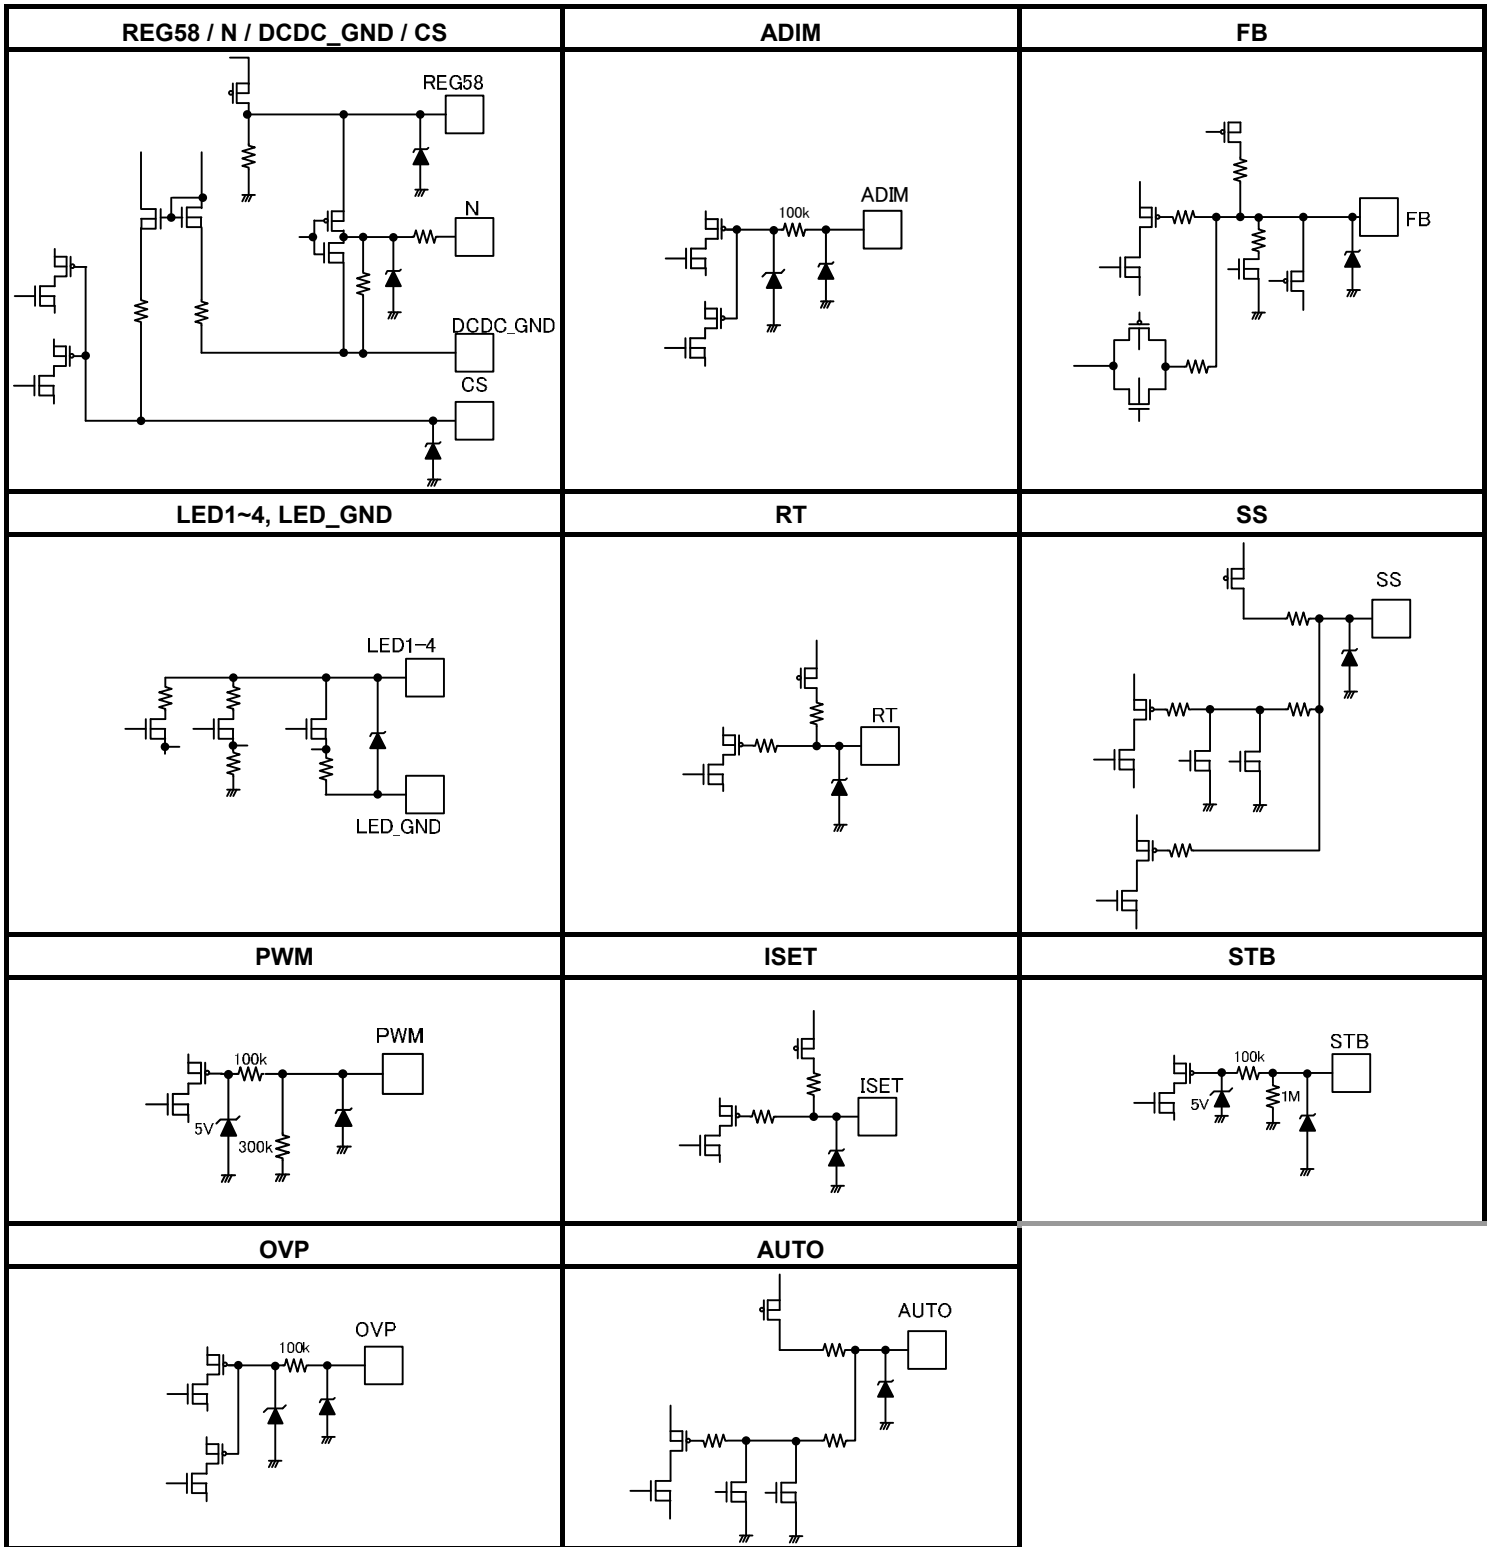 REG58 / N / DCDC_GND / CS
ADIM
FB
REG58
N
DCDC_GND
CS
ADIM
100k
FB
LED1~4, LED_GND
RT
SS
LED1-4
LED_GND
RT
SS
PWM
ISET
STB
PWM
100k
5V
300k
ISET
STB
100k
5V
1M
OVP
AUTO
OVP
100k
AUTO